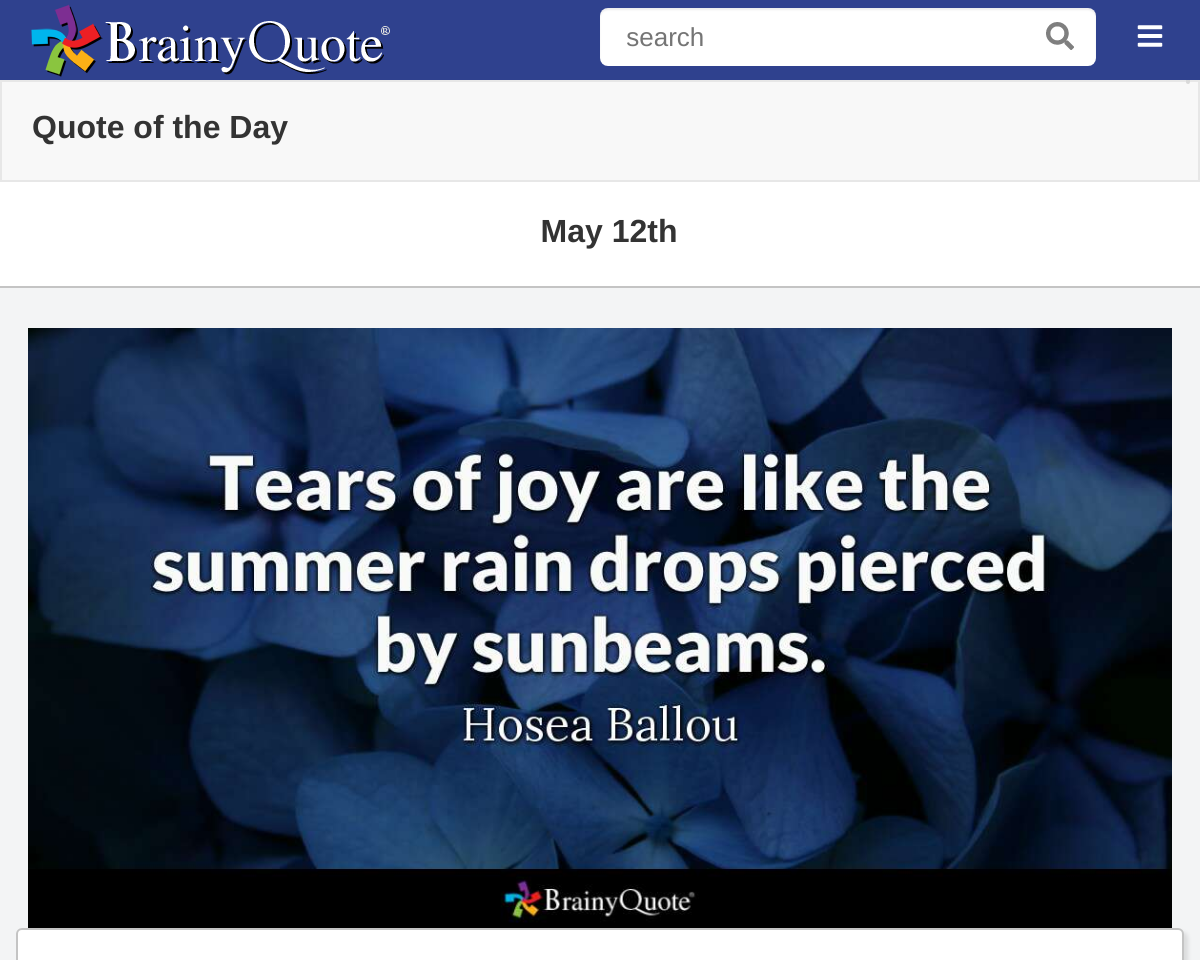 BrainyQuote®
search
Quote of the Day
May 12th
Tears of joy are like the
summer rain drops pierced
by sunbeams.
Hosea Ballou
BrainyQuote®